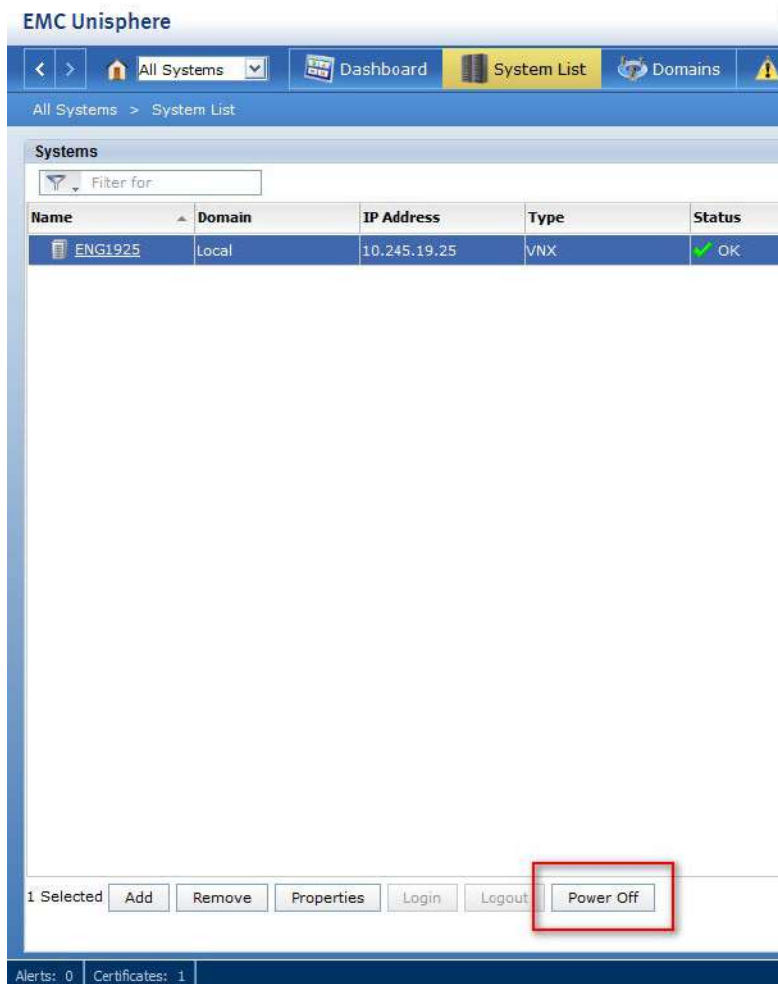 EMC Unisphere
All Systems Dashboard System List Domains
All Systems > System List
Systems
Filter for
Name Domain IP Address Type Status
ENG1925 Local 10.245.19.25 VNX OK
1 Selected Add Remove Properties Login Logout Power Off
Alerts: 0 Certificates: 1